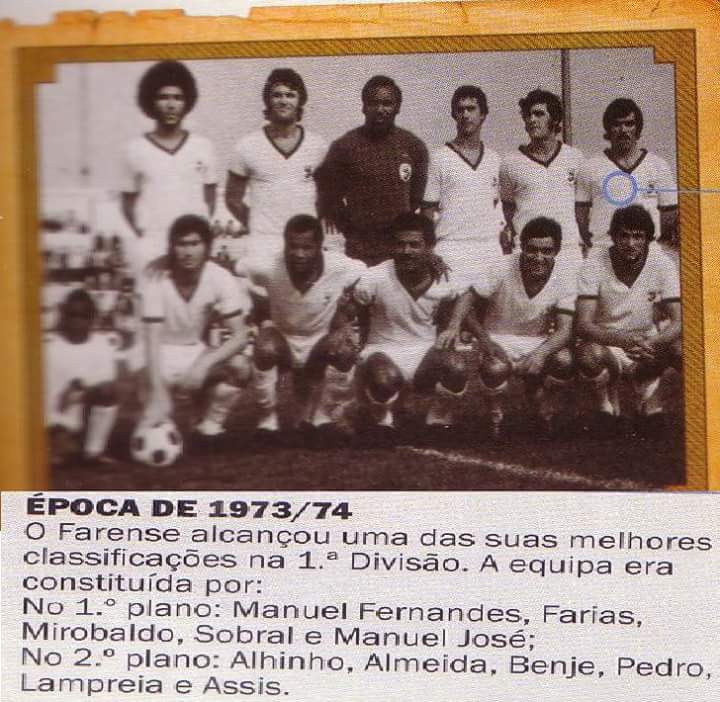 ÉPOCA DE 1973/74
O Farense alcançou uma das suas melhores
classificações na 1.ª Divisão. A equipa era
constituída por:
No 1.º plano: Manuel Fernandes, Farias,
Mirobaldo, Sobral e Manuel José;
No 2.º plano: Alhinho, Almeida, Benje, Pedro,
Lampreia e Assis.